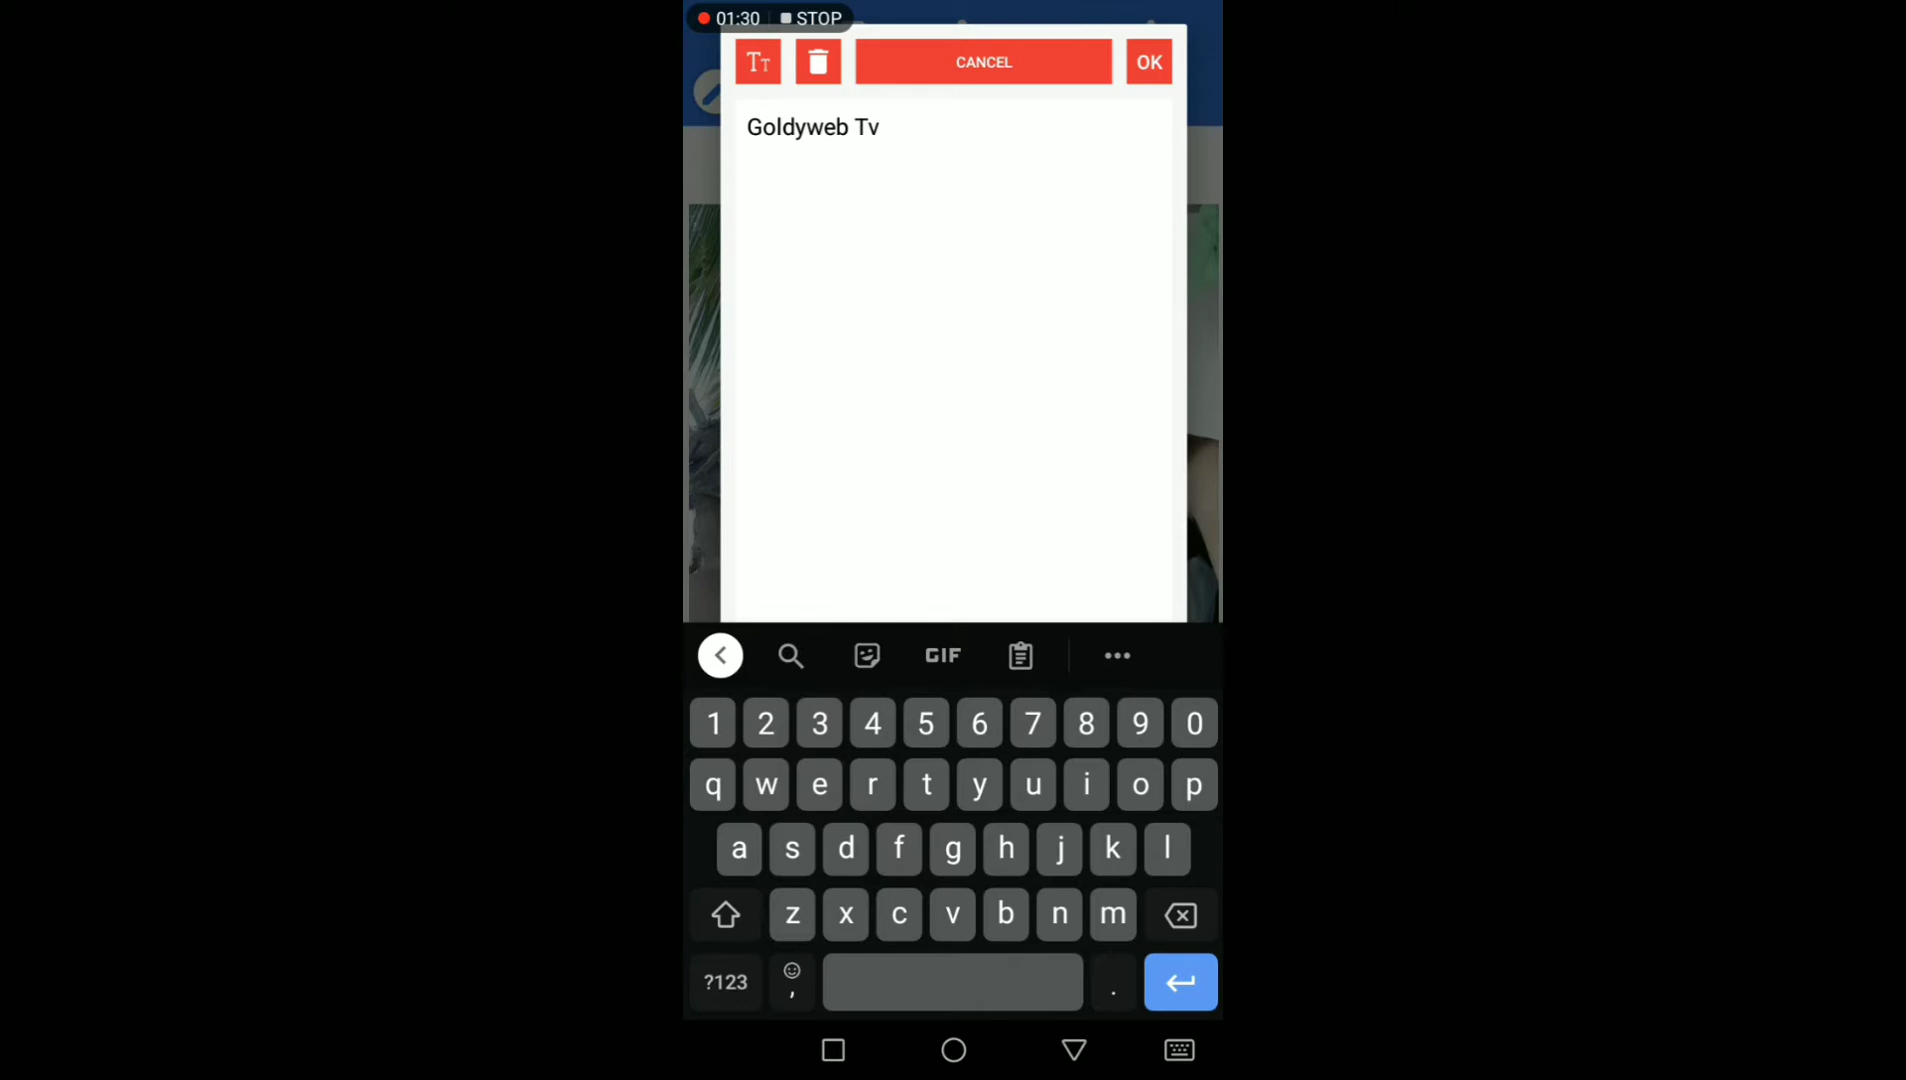 01:30 STOP
Tт CANCEL OK
Goldyweb Tv
GIF
1 2 3 4 5 6 7 8 9 0
q w e r t y u i o p
a s d f g h j k l
z x c v b n m
?123 , .